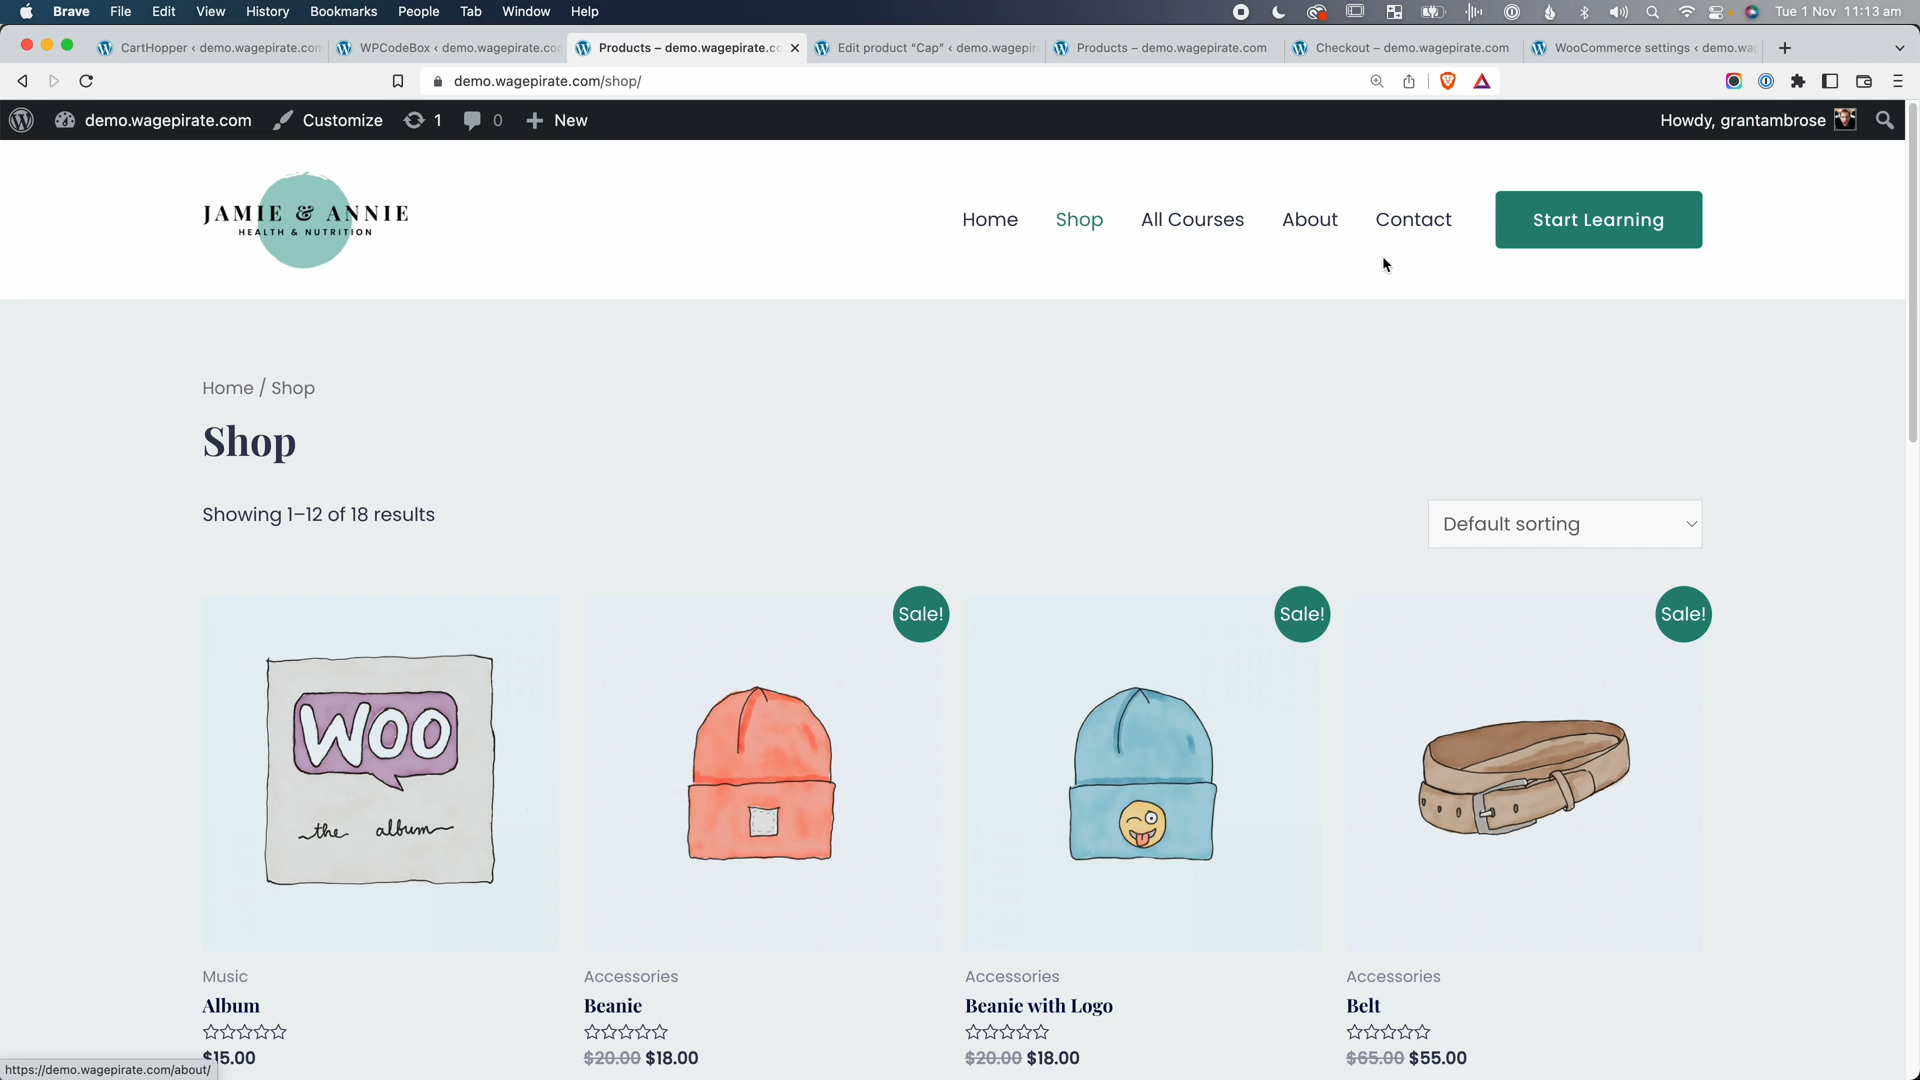 Brave File Edit View History Bookmarks People Tab Window Help Tue 1 Nov 11:13 am
CartHopper ‹ demo.wagepirate.com WPCodeBox ‹ demo.wagepirate.co Products – demo.wagepirate.co Edit product “Cap” ‹ demo.wagepir Products – demo.wagepirate.com Checkout – demo.wagepirate.com WooCommerce settings ‹ demo.wa
demo.wagepirate.com/shop/
demo.wagepirate.com Customize 1 0 New Howdy, grantambrose
JAMIE & ANNIE
HEALTH & NUTRITION
Home Shop All Courses About Contact Start Learning
Home / Shop
Shop
Showing 1–12 of 18 results
Default sorting
Sale! Sale! Sale!
WOO
the album
Music Accessories Accessories Accessories
Album Beanie Beanie with Logo Belt
$15.00 $20.00 $18.00 $20.00 $18.00 $65.00 $55.00
https://demo.wagepirate.com/about/